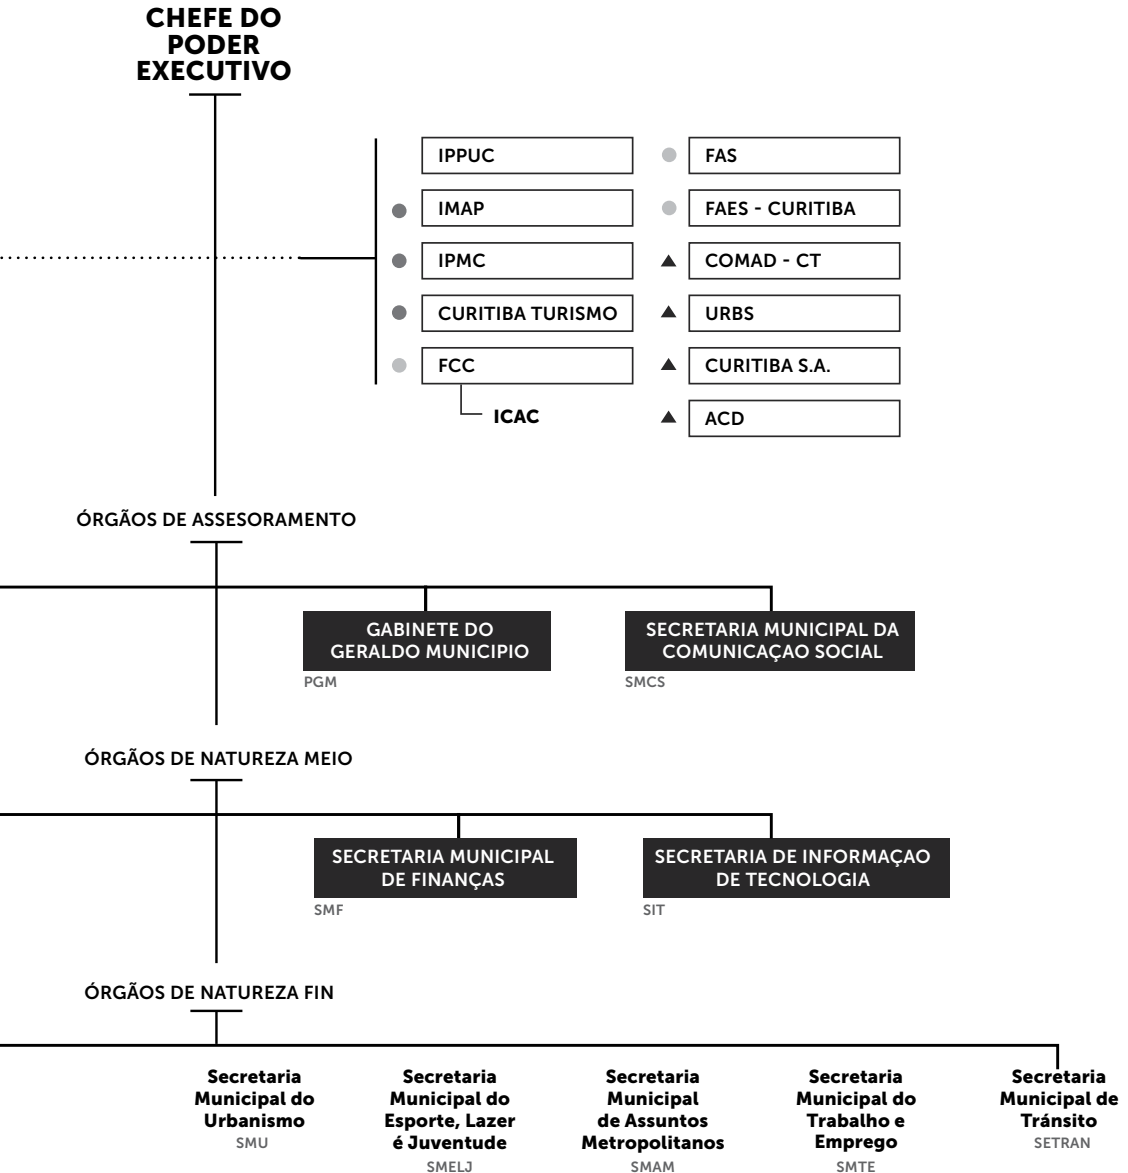 CHEFE DO
PODER
EXECUTIVO
IPPUC
IMAP
IPMC
CURITIBA TURISMO
FCC
ICAC
FAS
FAES - CURITIBA
COMAD - CT
URBS
CURITIBA S.A.
ACD
ÓRGÃOS DE ASSESORAMENTO
GABINETE DO
GERALDO MUNICIPIO
PGM
SECRETARIA MUNICIPAL DA
COMUNICAÇAO SOCIAL
SMCS
ÓRGÃOS DE NATUREZA MEIO
SECRETARIA MUNICIPAL
DE FINANÇAS
SMF
SECRETARIA DE INFORMAÇAO
DE TECNOLOGIA
SIT
ÓRGÃOS DE NATUREZA FIN
Secretaria
Municipal do
Urbanismo
SMU
Secretaria
Municipal do
Esporte, Lazer
é Juventude
SMELJ
Secretaria
Municipal
de Assuntos
Metropolitanos
SMAM
Secretaria
Municipal do
Trabalho e
Emprego
SMTE
Secretaria
Municipal de
Tránsito
SETRAN